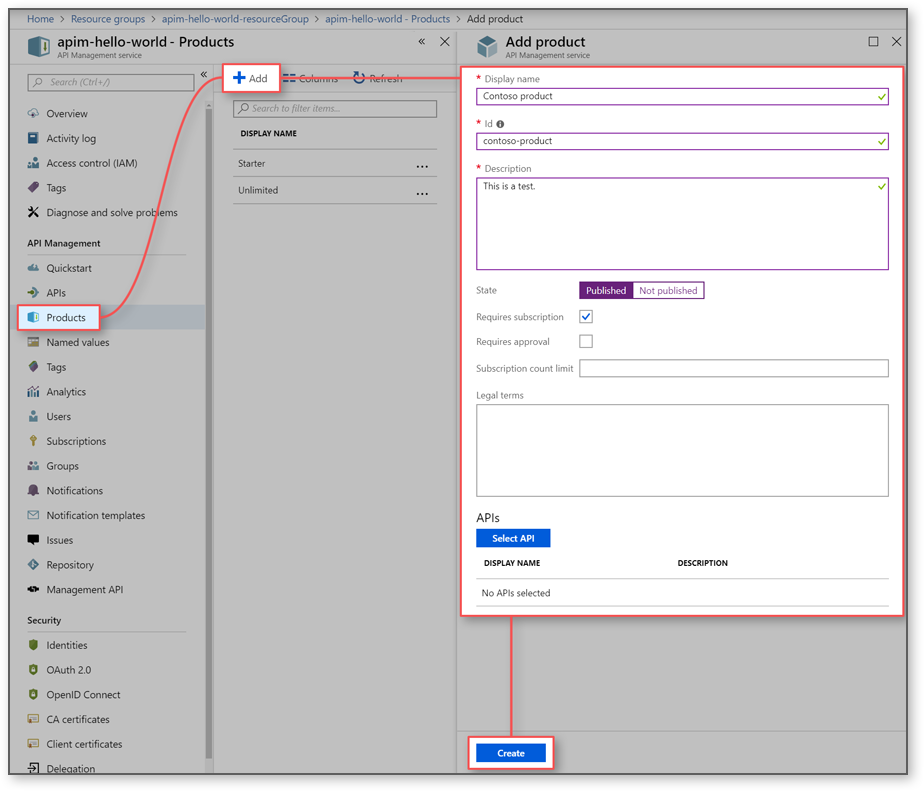 Home > Resource groups > apim-hello-world-resourceGroup > apim-hello-world - Products > Add product
apim-hello-world - Products
API Management service
Search (Ctrl+/)
Overview
Activity log
Access control (IAM)
Tags
Diagnose and solve problems
API Management
Quickstart
APIs
Products
Named values
Tags
Analytics
Users
Subscriptions
Groups
Notifications
Notification templates
Issues
Repository
Management API
Security
Identities
OAuth 2.0
OpenID Connect
CA certificates
Client certificates
Delegation
Add Columns Refresh
Search to filter items...
DISPLAY NAME
Starter ...
Unlimited ...
Add product
API Management service
* Display name
Contoso product
* Id
contoso-product
* Description
This is a test.
State Published Not published
Requires subscription
Requires approval
Subscription count limit
Legal terms
APIs
Select API
DISPLAY NAME DESCRIPTION
No APIs selected
Create